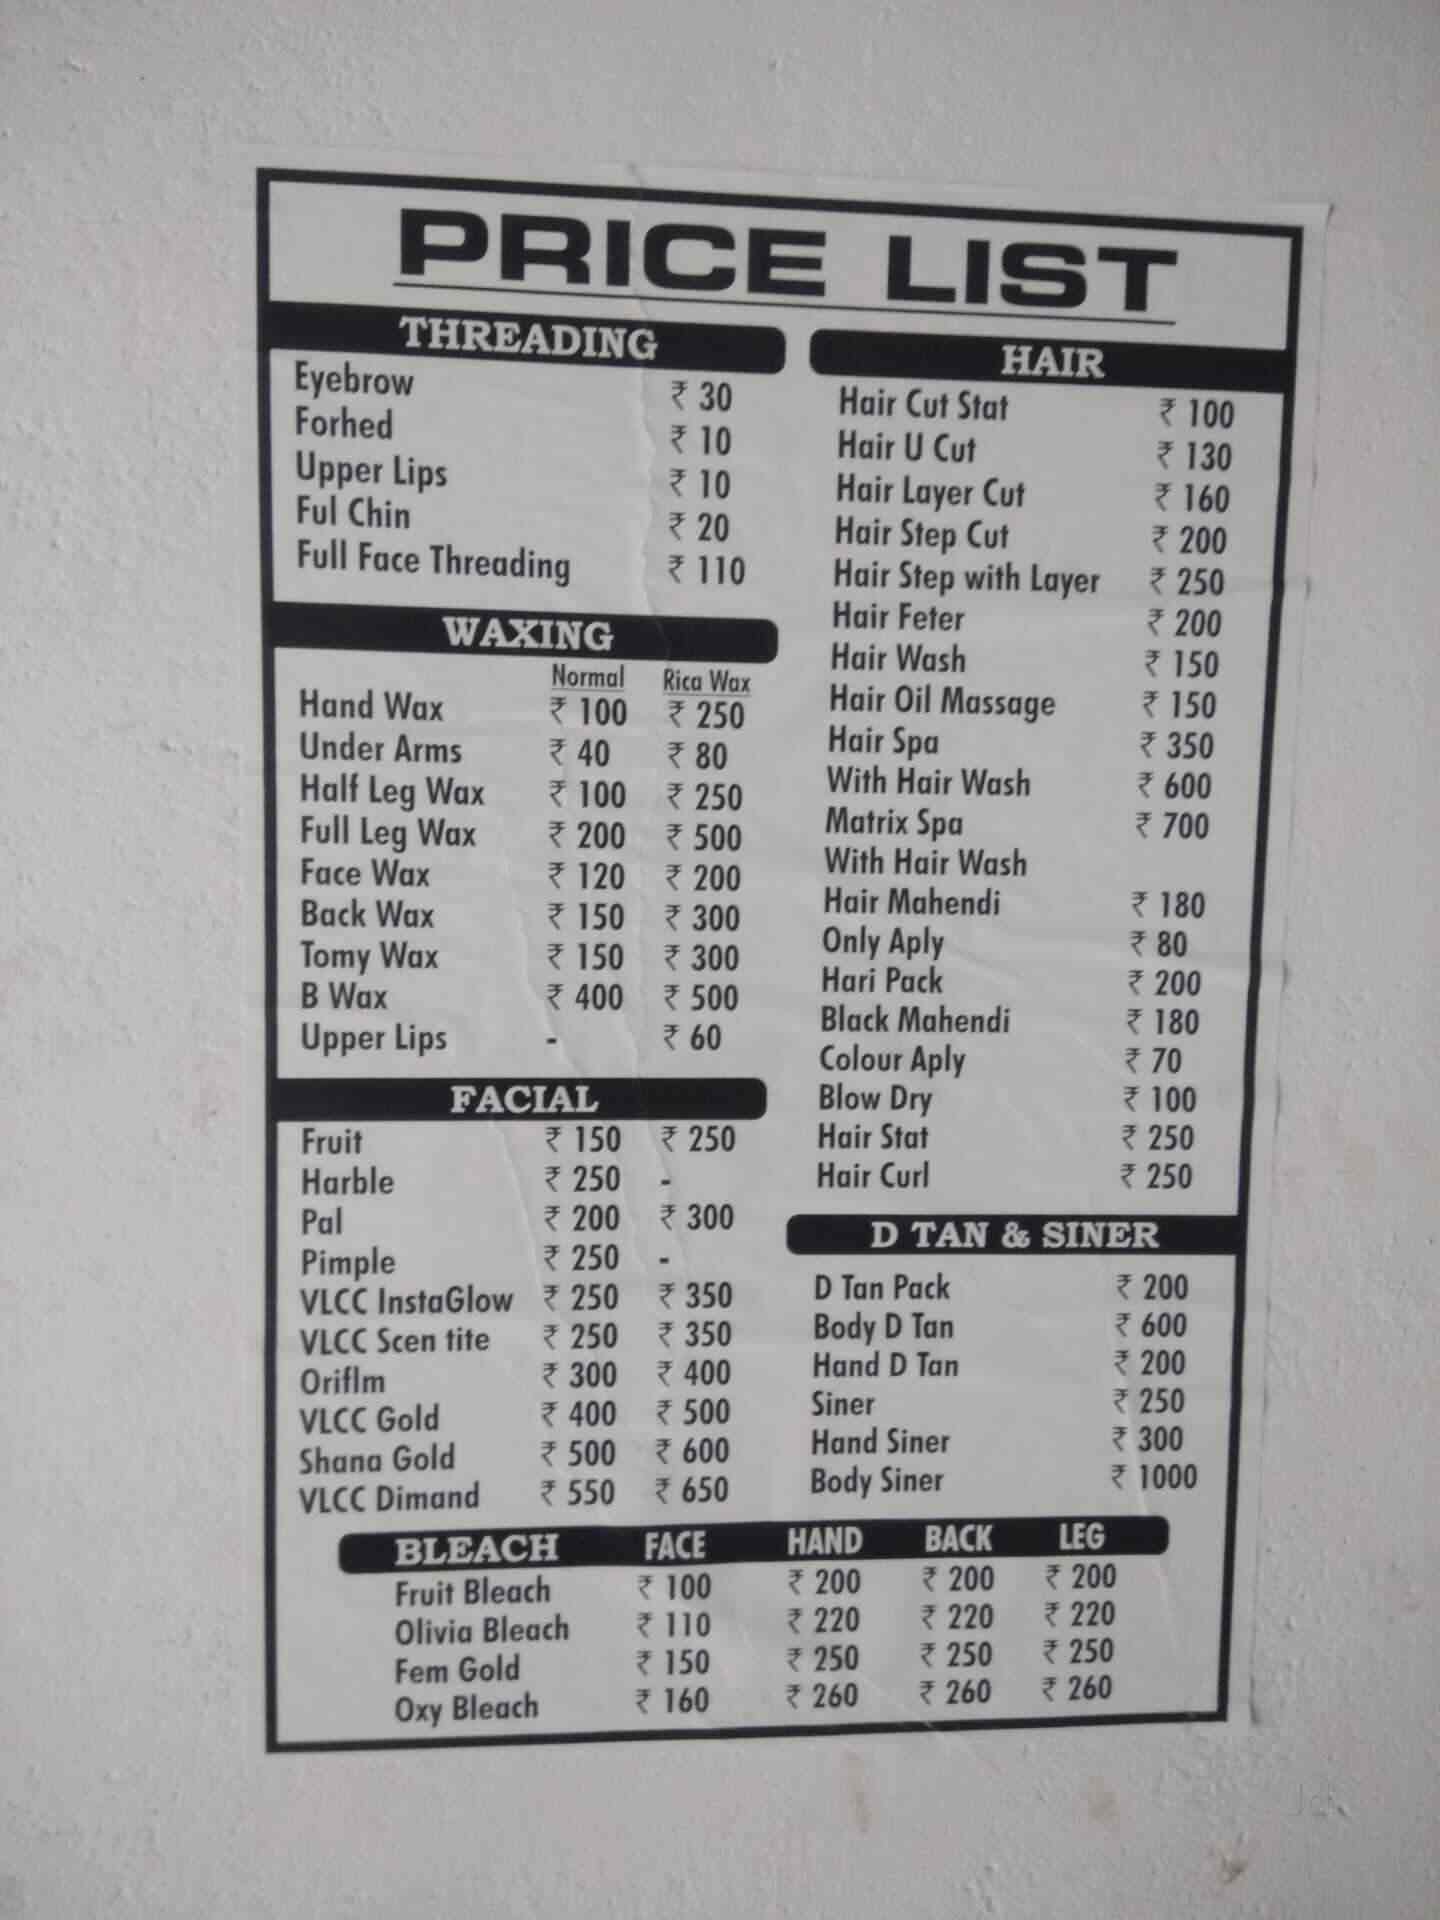 PRICE LIST
THREADING
Eyebrow ₹ 30
Forhed ₹ 10
Upper Lips ₹ 10
Ful Chin ₹ 20
Full Face Threading ₹ 110
WAXING
Normal Rica Wax
Hand Wax ₹ 100 ₹ 250
Under Arms ₹ 40 ₹ 80
Half Leg Wax ₹ 100 ₹ 250
Full Leg Wax ₹ 200 ₹ 500
Face Wax ₹ 120 ₹ 200
Back Wax ₹ 150 ₹ 300
Tomy Wax ₹ 150 ₹ 300
B Wax ₹ 400 ₹ 500
Upper Lips - ₹ 60
FACIAL
Fruit ₹ 150 ₹ 250
Harble ₹ 250 -
Pal ₹ 200 ₹ 300
Pimple ₹ 250 -
VLCC InstaGlow ₹ 250 ₹ 350
VLCC Scen tite ₹ 250 ₹ 350
Oriflm ₹ 300 ₹ 400
VLCC Gold ₹ 400 ₹ 500
Shana Gold ₹ 500 ₹ 600
VLCC Dimand ₹ 550 ₹ 650
HAIR
Hair Cut Stat ₹ 100
Hair U Cut ₹ 130
Hair Layer Cut ₹ 160
Hair Step Cut ₹ 200
Hair Step with Layer ₹ 250
Hair Feter ₹ 200
Hair Wash ₹ 150
Hair Oil Massage ₹ 150
Hair Spa ₹ 350
With Hair Wash ₹ 600
Matrix Spa ₹ 700
With Hair Wash
Hair Mahendi ₹ 180
Only Aply ₹ 80
Hari Pack ₹ 200
Black Mahendi ₹ 180
Colour Aply ₹ 70
Blow Dry ₹ 100
Hair Stat ₹ 250
Hair Curl ₹ 250
D TAN & SINER
D Tan Pack ₹ 200
Body D Tan ₹ 600
Hand D Tan ₹ 200
Siner ₹ 250
Hand Siner ₹ 300
Body Siner ₹ 1000
BLEACH FACE HAND BACK LEG
Fruit Bleach ₹ 100 ₹ 200 ₹ 200 ₹ 200
Olivia Bleach ₹ 110 ₹ 220 ₹ 220 ₹ 220
Fem Gold ₹ 150 ₹ 250 ₹ 250 ₹ 250
Oxy Bleach ₹ 160 ₹ 260 ₹ 260 ₹ 260